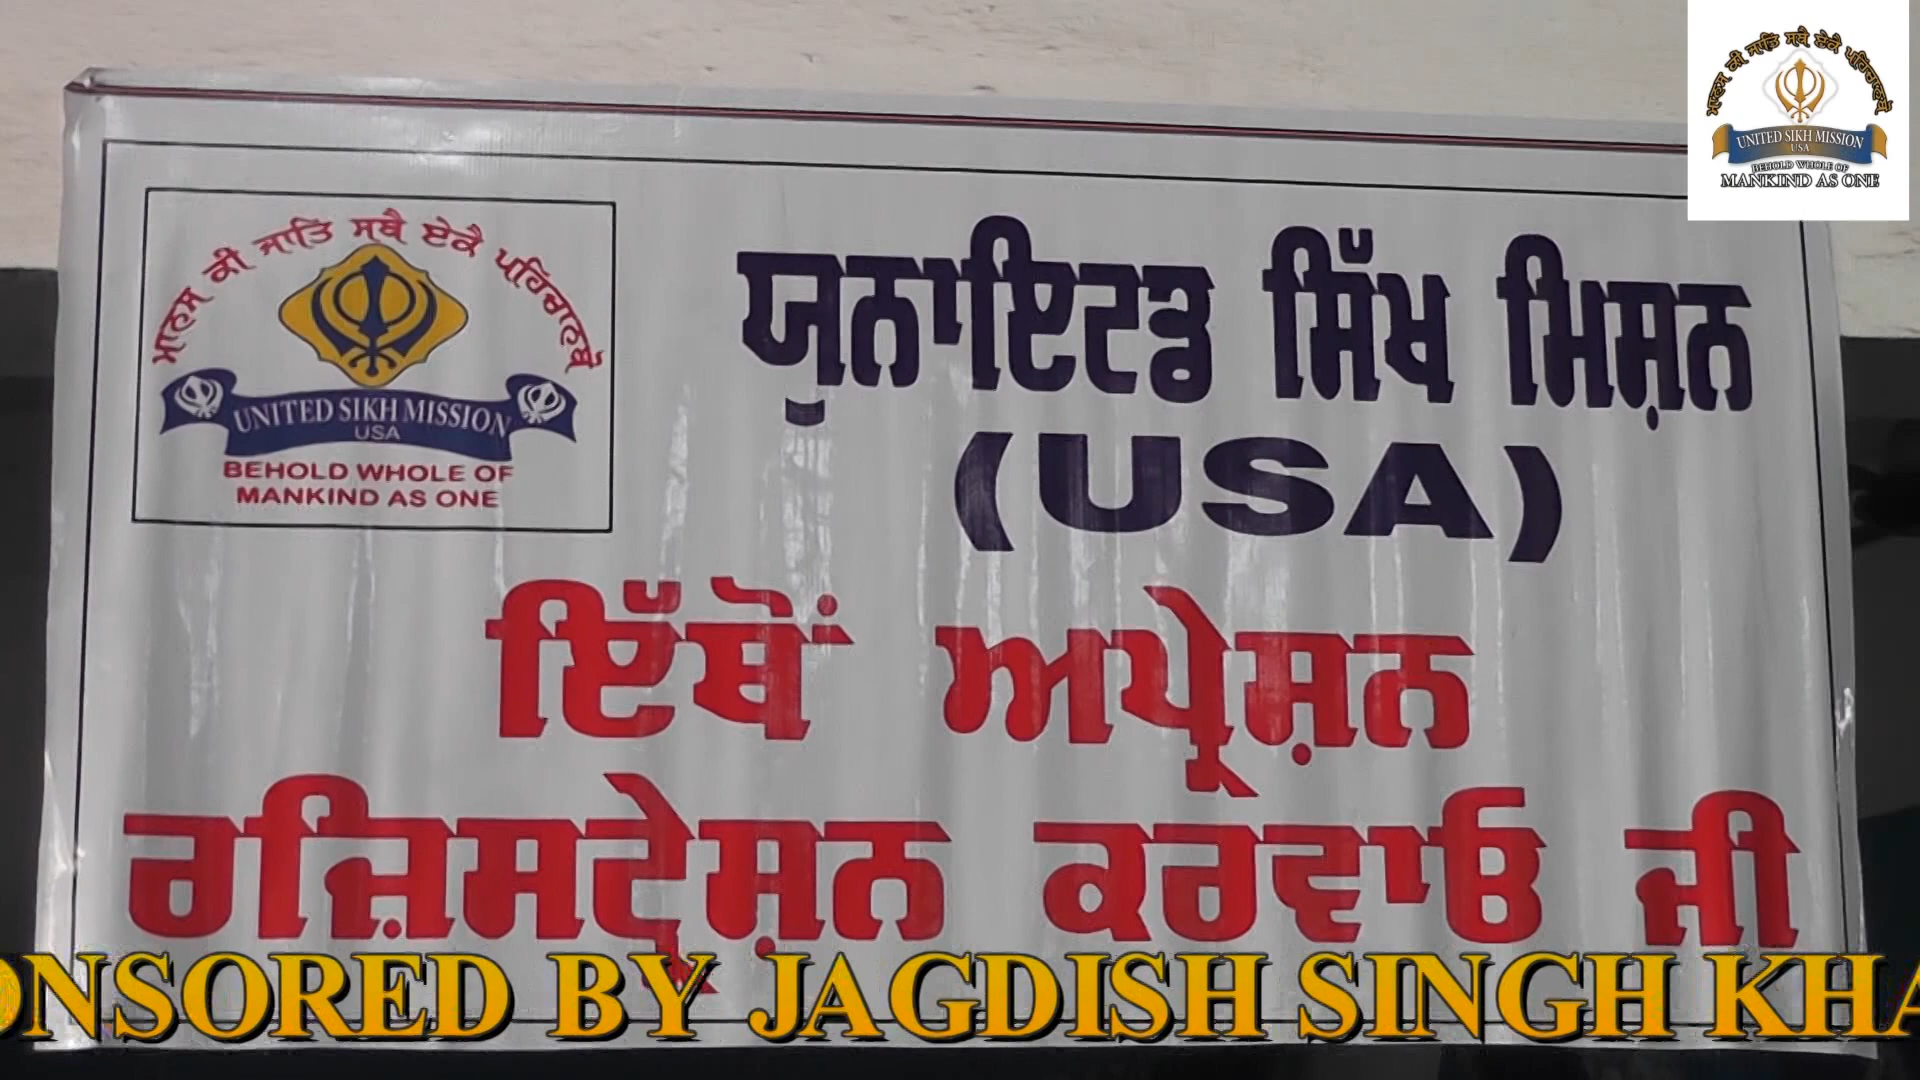 ਮਾਨਸ ਕੀ ਜਾਤਿ ਸਬੈ ਏਕੈ ਪਹਿਚਾਨਬੋ
UNITED SIKH MISSION
USA
BEHOLD WHOLE OF
MANKIND AS ONE
ਮਾਨਸ ਕੀ ਜਾਤਿ ਸਬੈ ਏਕੈ ਪਹਿਚਾਨਬੋਂ
UNITED SIKH MISSION
USA
BEHOLD WHOLE OF
MANKIND AS ONE
ਯੂਨਾਇਟਡ ਸਿੱਖ ਮਿਸ਼ਨ
(USA)
ਇੱਥੋਂ ਅਪ੍ਰੇਸ਼ਨ
ਰਜ਼ਿਸਟ੍ਰੇਸ਼ਨ ਕਰਵਾਓ ਜੀ
ONSORED BY JAGDISH SINGH KHA